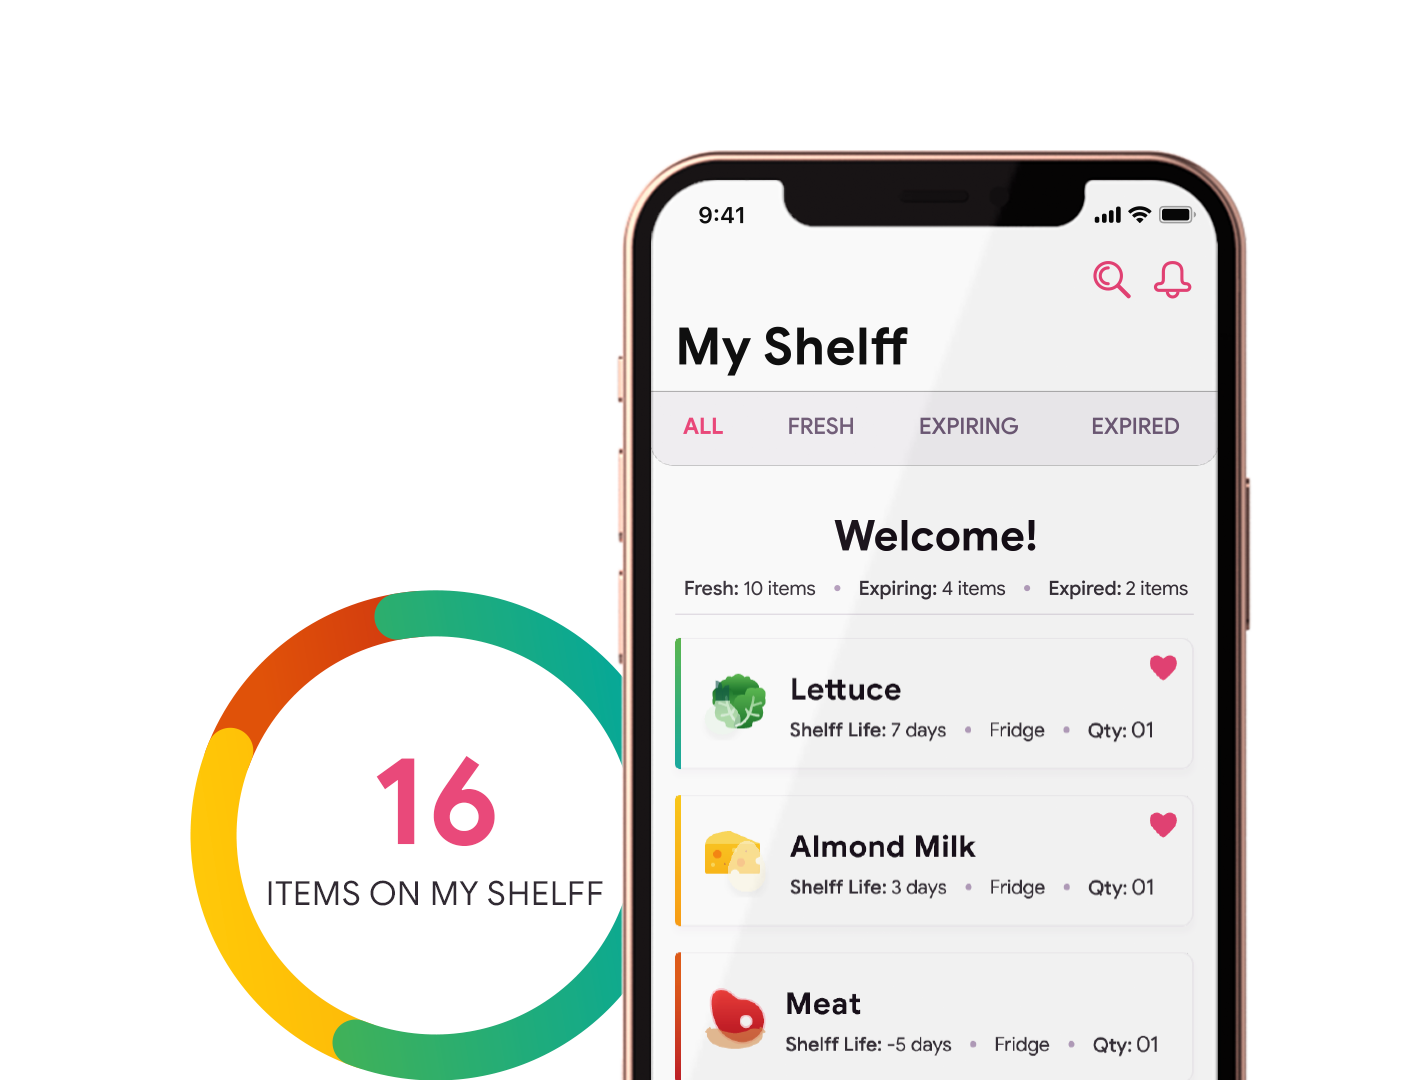 9:41
My Shelff
ALL FRESH EXPIRING EXPIRED
Welcome!
Fresh: 10 items • Expiring: 4 items • Expired: 2 items
Lettuce
Shelff Life: 7 days • Fridge • Qty: 01
Almond Milk
Shelff Life: 3 days • Fridge • Qty: 01
Meat
Shelff Life: -5 days • Fridge • Qty: 01
16
ITEMS ON MY SHELFF